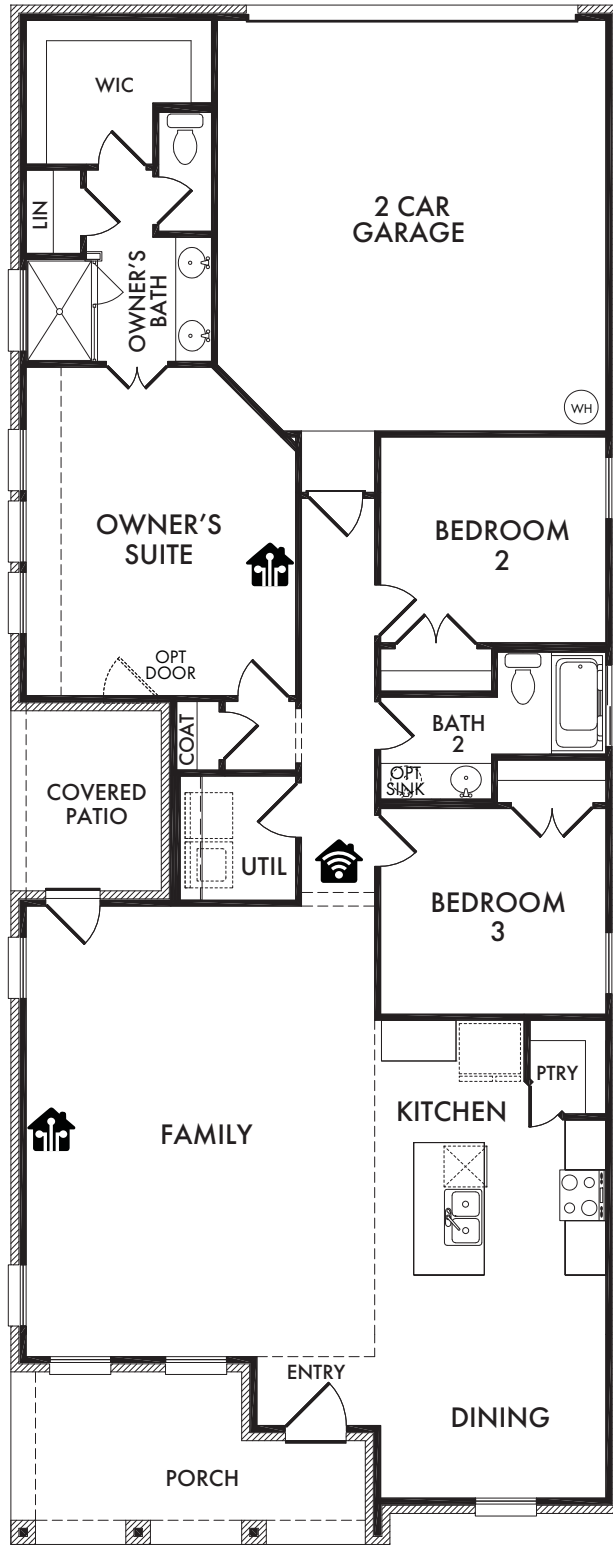 WIC
2 CAR
GARAGE
LIN
OWNER'S
BATH
WH
OWNER'S
SUITE
BEDROOM
2
OPT
DOOR
COAT
BATH
2
OPT
SINK
COVERED
PATIO
UTIL
BEDROOM
3
PTRY
KITCHEN
FAMILY
ENTRY
DINING
PORCH